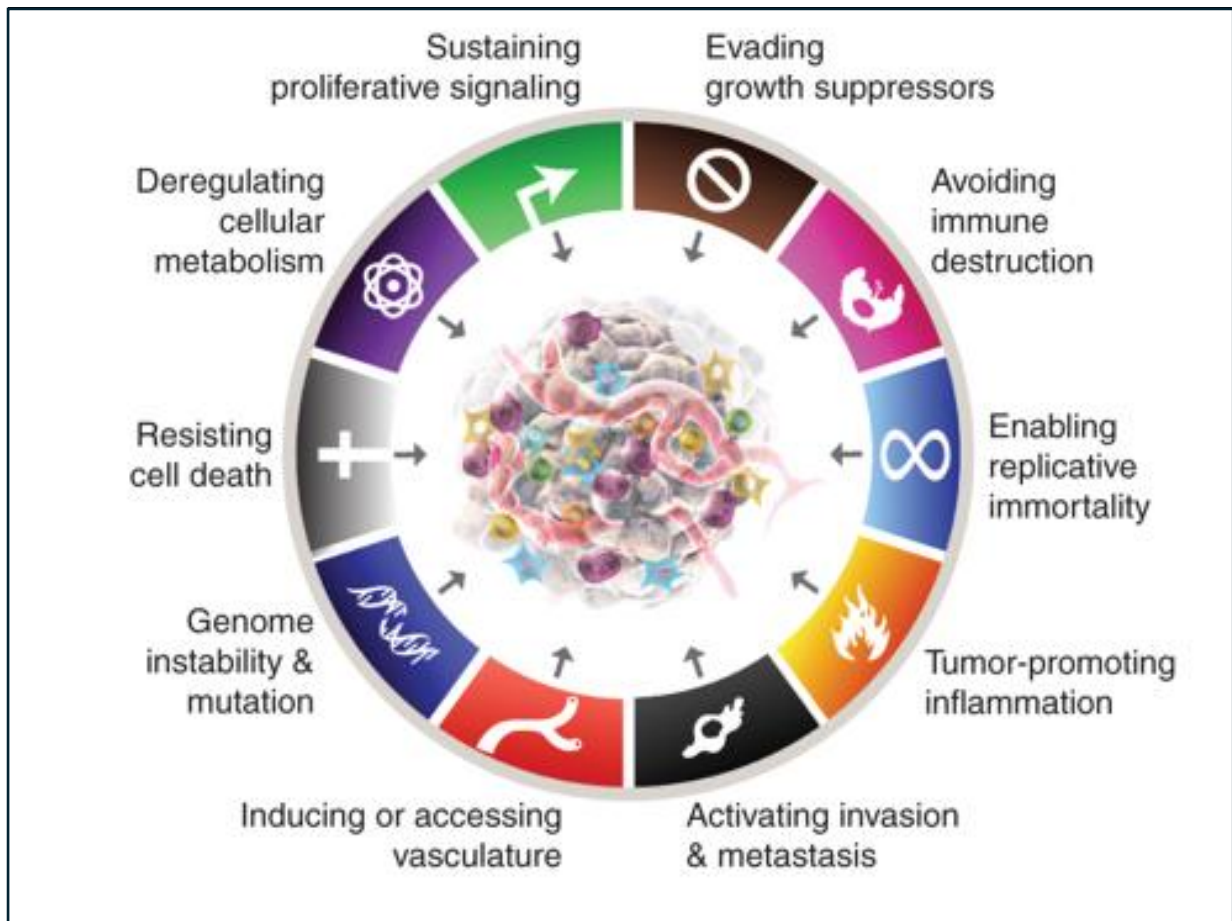 Sustaining
proliferative signaling
Evading
growth suppressors
Avoiding
immune
destruction
Enabling
replicative
immortality
Tumor-promoting
inflammation
Activating invasion
& metastasis
Inducing or accessing
vasculature
Genome
instability &
mutation
Resisting
cell death
Deregulating
cellular
metabolism